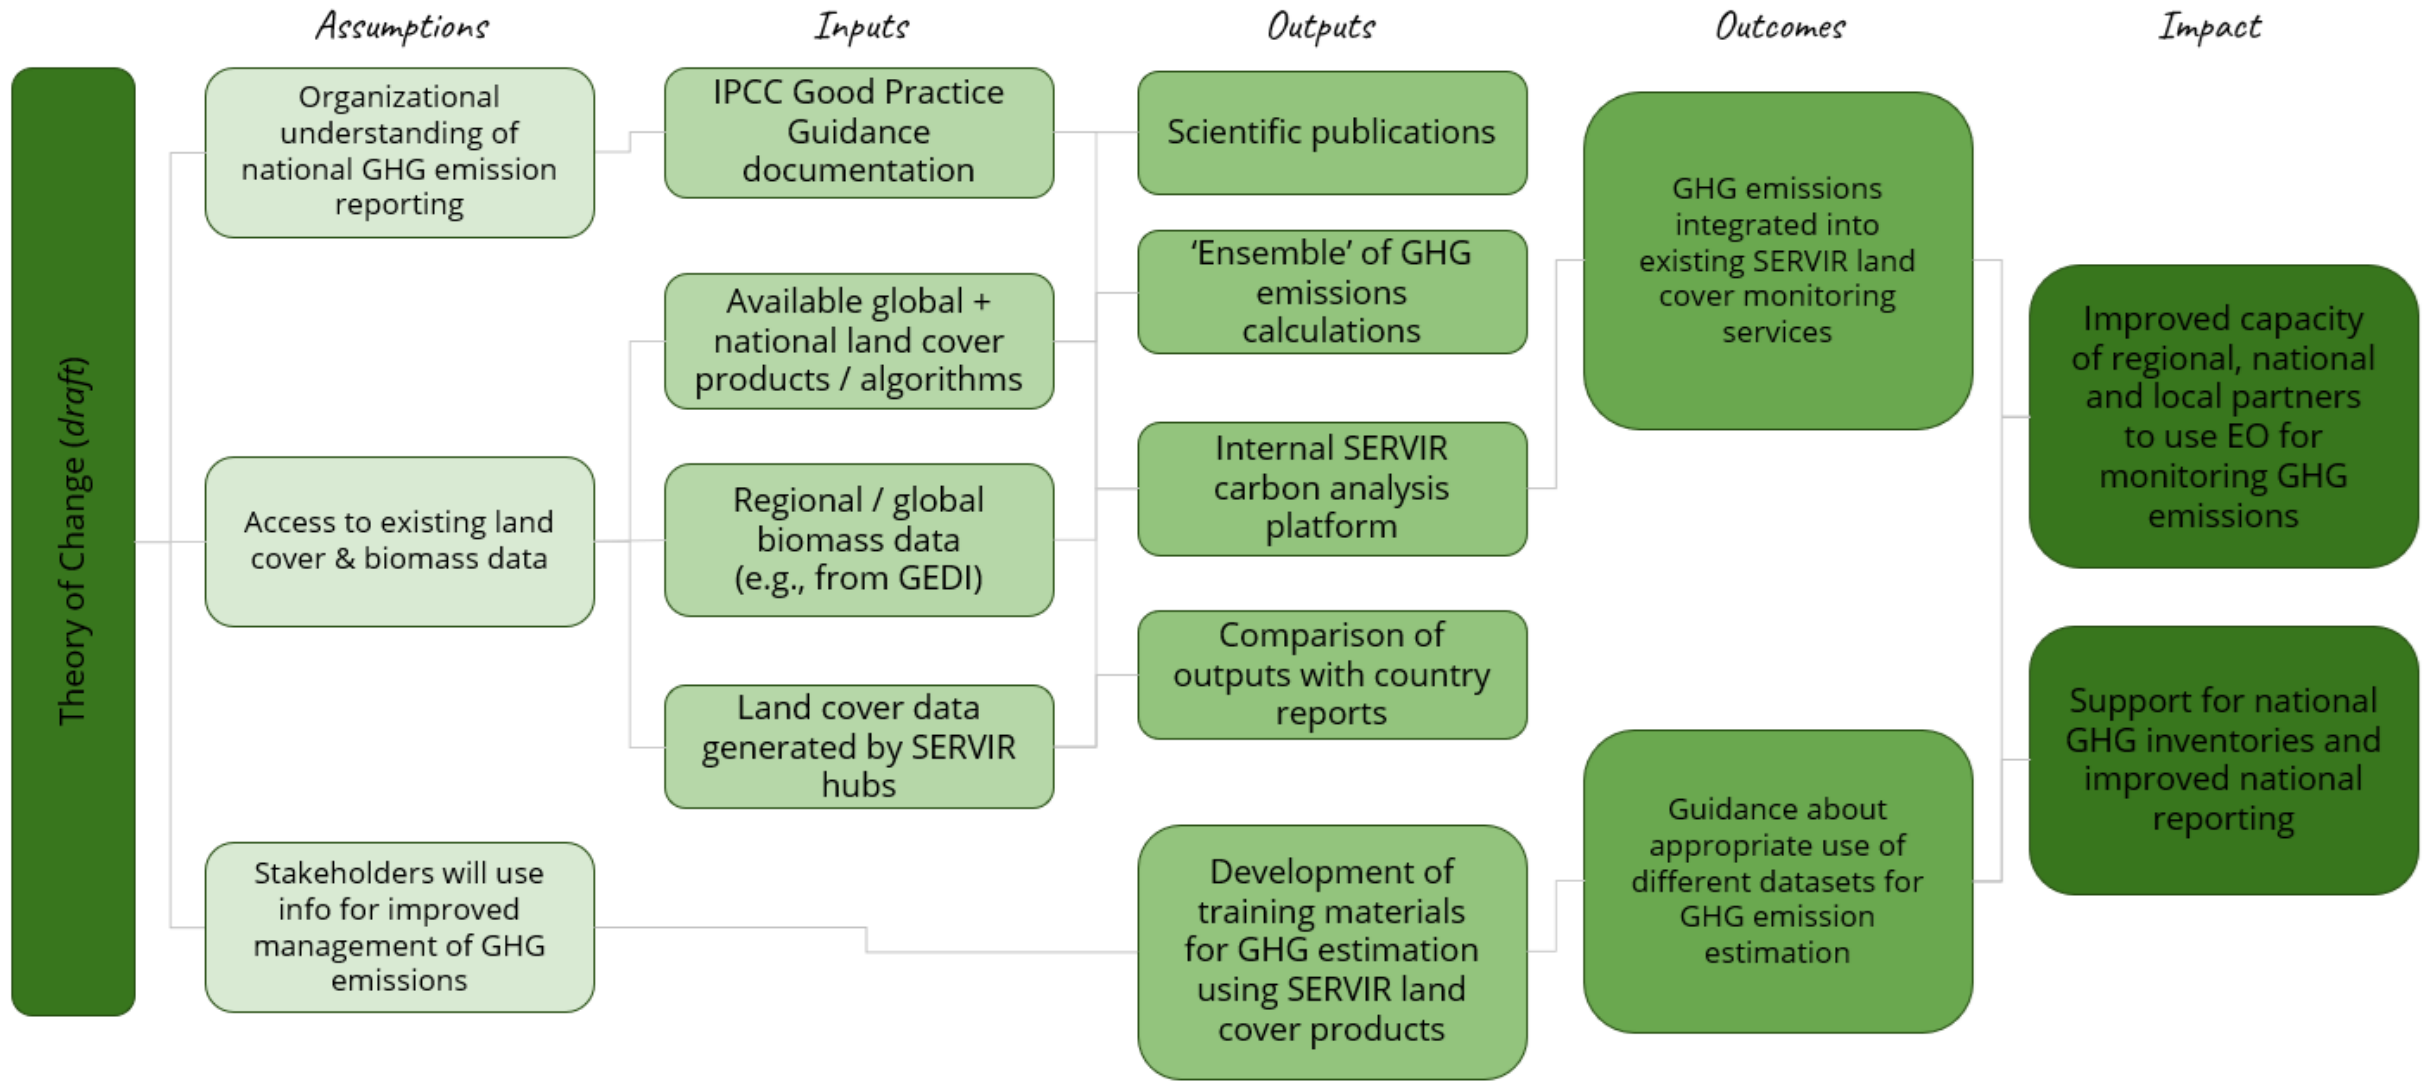 Assumptions
Inputs
Outputs
Outcomes
Impact
Theory of Change (draft)
Organizational
understanding of
national GHG emission
reporting
Access to existing land
cover & biomass data
Stakeholders will use
info for improved
management of GHG
emissions
IPCC Good Practice
Guidance
documentation
Available global +
national land cover
products / algorithms
Regional / global
biomass data
(e.g., from GEDI)
Land cover data
generated by SERVIR
hubs
Scientific publications
‘Ensemble’ of GHG
emissions
calculations
Internal SERVIR
carbon analysis
platform
Comparison of
outputs with country
reports
Development of
training materials
for GHG estimation
using SERVIR land
cover products
GHG emissions
integrated into
existing SERVIR land
cover monitoring
services
Guidance about
appropriate use of
different datasets for
GHG emission
estimation
Improved capacity
of regional, national
and local partners
to use EO for
monitoring GHG
emissions
Support for national
GHG inventories and
improved national
reporting